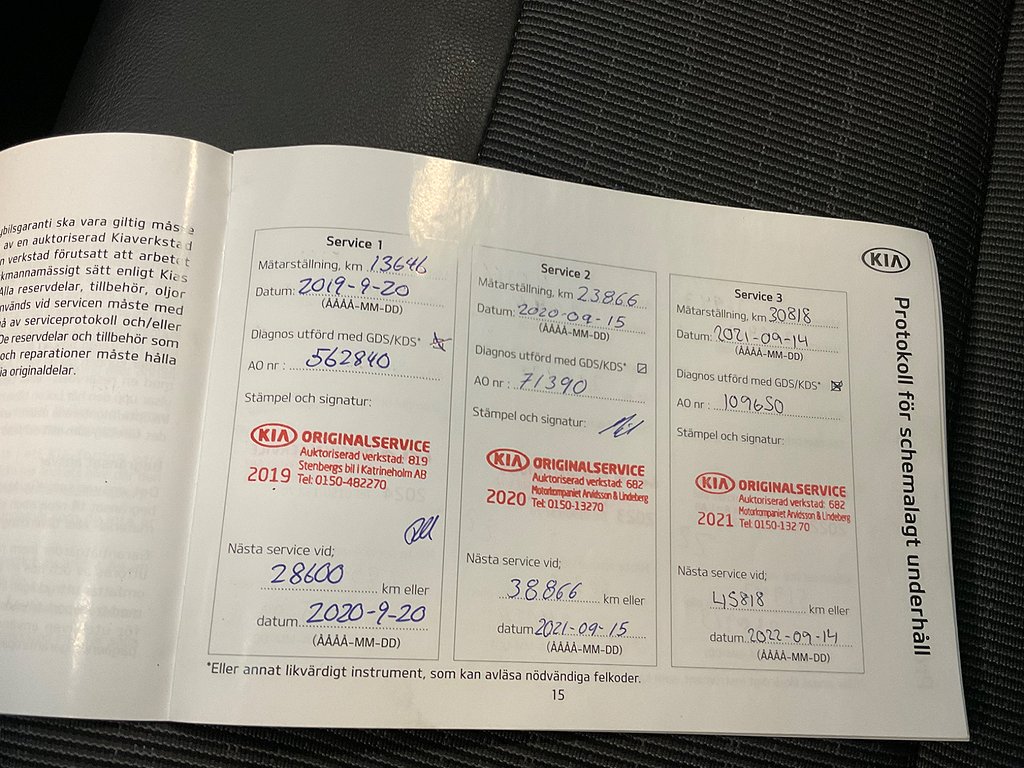 ybilsgaranti ska vara giltig måste
av en auktoriserad Kiaverkstad
n verkstad förutsatt att arbetet
kmannamässigt sätt enligt Kias
Alla reservdelar, tillbehör, oljor
nvänds vid servicen måste med
å av serviceprotokoll och/eller
De reservdelar och tillbehör som
och reparationer måste hålla
ia originaldelar.
KIA
Protokoll för schemalagt underhåll
Service 1
Mätarställning, km 13646
Datum: 2019-9-20
(ÅÅÅÅ-MM-DD)
Diagnos utförd med GDS/KDS* ☒
AO nr : 562840
Stämpel och signatur:
KIA ORIGINALSERVICE
Auktoriserad verkstad: 819
Stenbergs bil i Katrineholm AB
2019 Tel: 0150-482270
Nästa service vid;
28600 km eller
datum 2020-9-20
(ÅÅÅÅ-MM-DD)
Service 2
Mätarställning, km 23866
Datum: 2020-09-15
(ÅÅÅÅ-MM-DD)
Diagnos utförd med GDS/KDS* ☑
AO nr : 71390
Stämpel och signatur:
KIA ORIGINALSERVICE
Auktoriserad verkstad: 682
Motorkompaniet Arvidsson & Lindeberg
2020 Tel: 0150-13270
Nästa service vid;
38866 km eller
datum 2021-09-15
(ÅÅÅÅ-MM-DD)
Service 3
Mätarställning, km 30818
Datum: 2021-09-14
(ÅÅÅÅ-MM-DD)
Diagnos utförd med GDS/KDS* ☒
AO nr : 109650
Stämpel och signatur:
KIA ORIGINALSERVICE
Auktoriserad verkstad: 682
Motorkompaniet Arvidsson & Lindeberg
2021 Tel: 0150-132 70
Nästa service vid;
45818 km eller
datum 2022-09-14
(ÅÅÅÅ-MM-DD)
*Eller annat likvärdigt instrument, som kan avläsa nödvändiga felkoder.
15